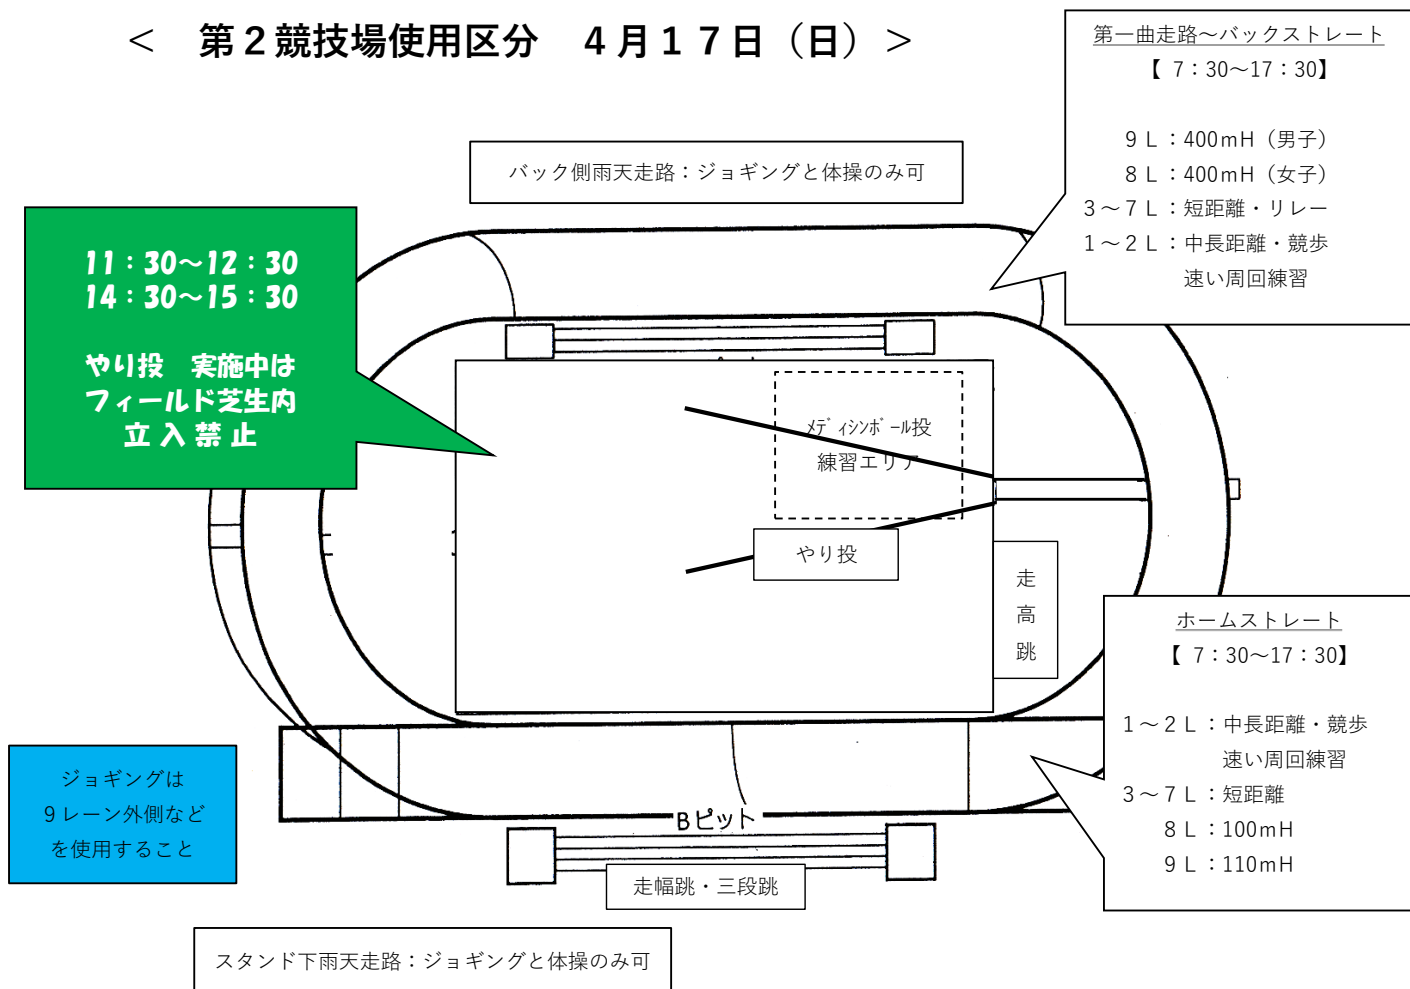 ＜　第２競技場使用区分　４月１７日（日）＞
第一曲走路～バックストレート
【 7：30～17：30】
９Ｌ：400mH（男子）
８Ｌ：400mH（女子）
３～７Ｌ：短距離・リレー
１～２Ｌ：中長距離・競歩
速い周回練習
バック側雨天走路：ジョギングと体操のみ可
11：30～12：30
14：30～15：30
やり投　実施中は
フィールド芝生内
立入禁止
ﾒﾃﾞｨｼﾝﾎﾞｰﾙ投
練習エリア
やり投
走
高
跳
ホームストレート
【 7：30～17：30】
１～２Ｌ：中長距離・競歩
速い周回練習
３～７Ｌ：短距離
８Ｌ：100mH
９Ｌ：110mH
ジョギングは
９レーン外側など
を使用すること
Bピット
走幅跳・三段跳
スタンド下雨天走路：ジョギングと体操のみ可